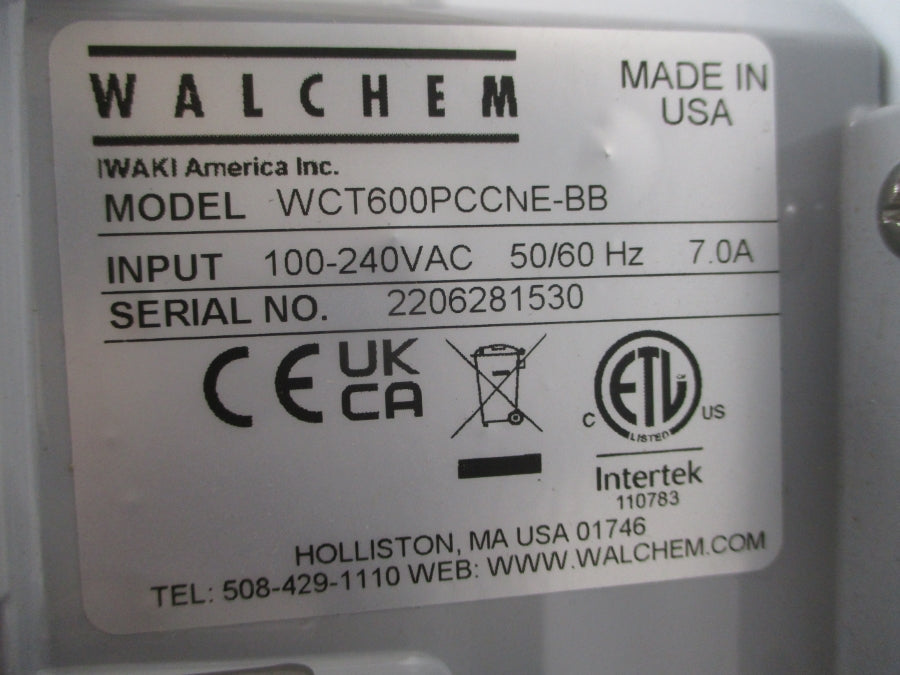 WALCHEM
MADE IN
USA
IWAKI America Inc.
MODEL WCT600PCCNE-BB
INPUT 100-240VAC 50/60 Hz 7.0A
SERIAL NO. 2206281530
CE UK
CA
ETL
C US
LISTED
Intertek
110783
HOLLISTON, MA USA 01746
TEL: 508-429-1110 WEB: WWW.WALCHEM.COM